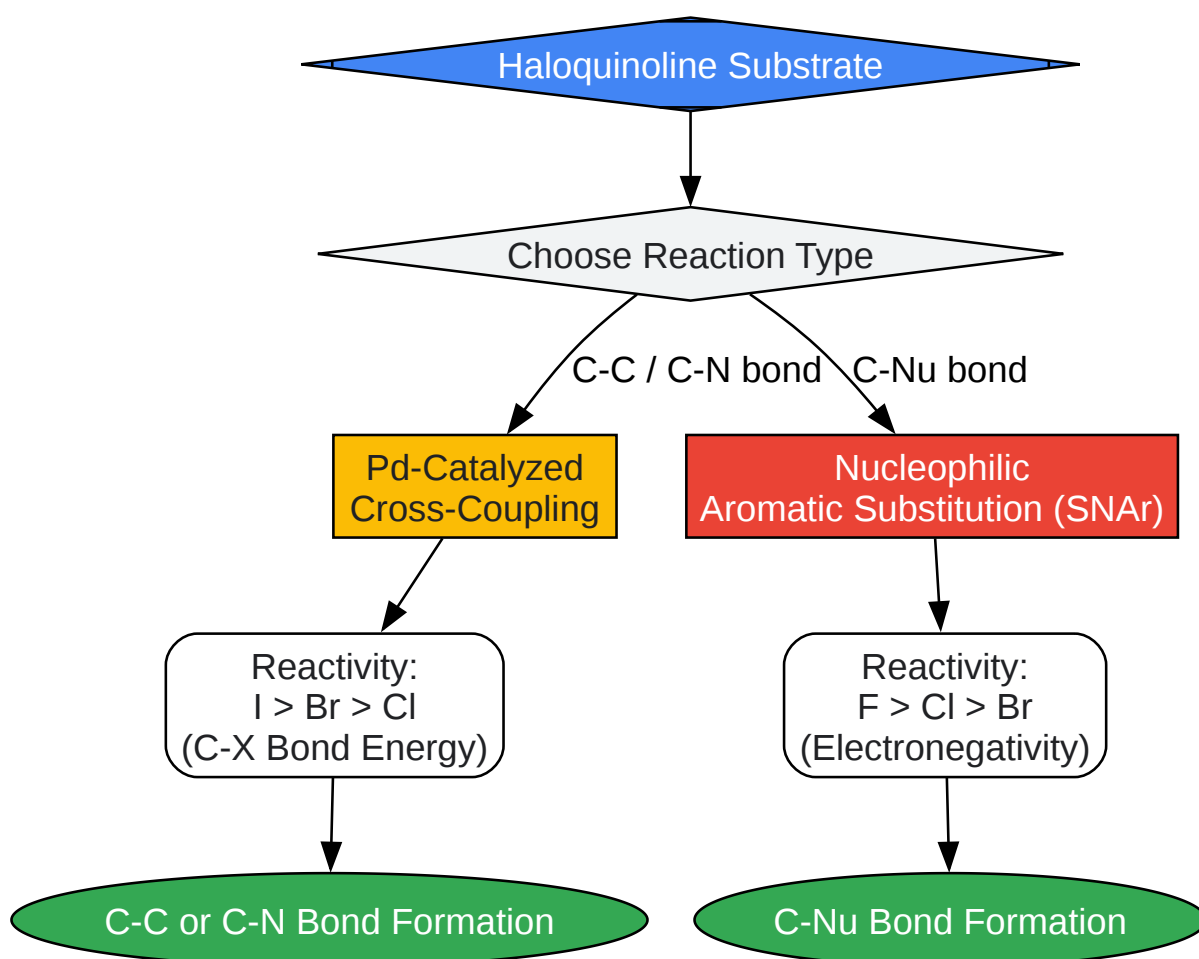 Haloquinoline Substrate
Choose Reaction Type
C-C / C-N bond
C-Nu bond
Pd-Catalyzed
Cross-Coupling
Nucleophilic
Aromatic Substitution (SNAr)
Reactivity:
I > Br > Cl
(C-X Bond Energy)
Reactivity:
F > Cl > Br
(Electronegativity)
C-C or C-N Bond Formation
C-Nu Bond Formation